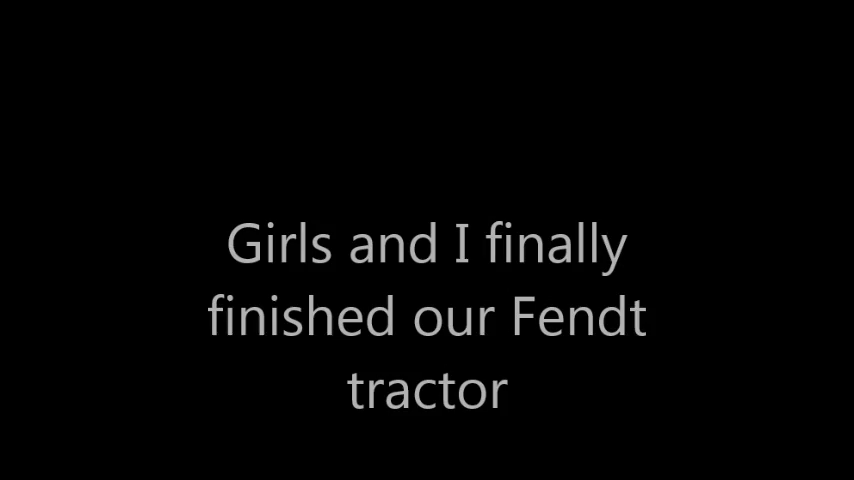 Girls and I finally
finished our Fendt
tractor